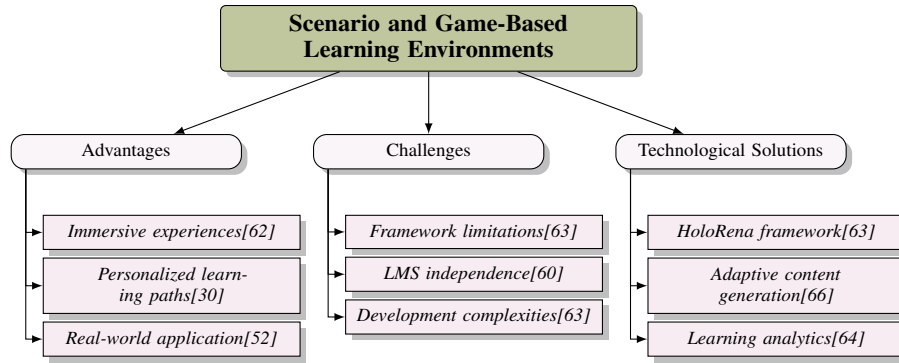 Scenario and Game-Based
Learning Environments
Advantages
Challenges
Technological Solutions
Immersive experiences[62]
Personalized learn-
ing paths[30]
Real-world application[52]
Framework limitations[63]
LMS independence[60]
Development complexities[63]
HoloRena framework[63]
Adaptive content
generation[66]
Learning analytics[64]